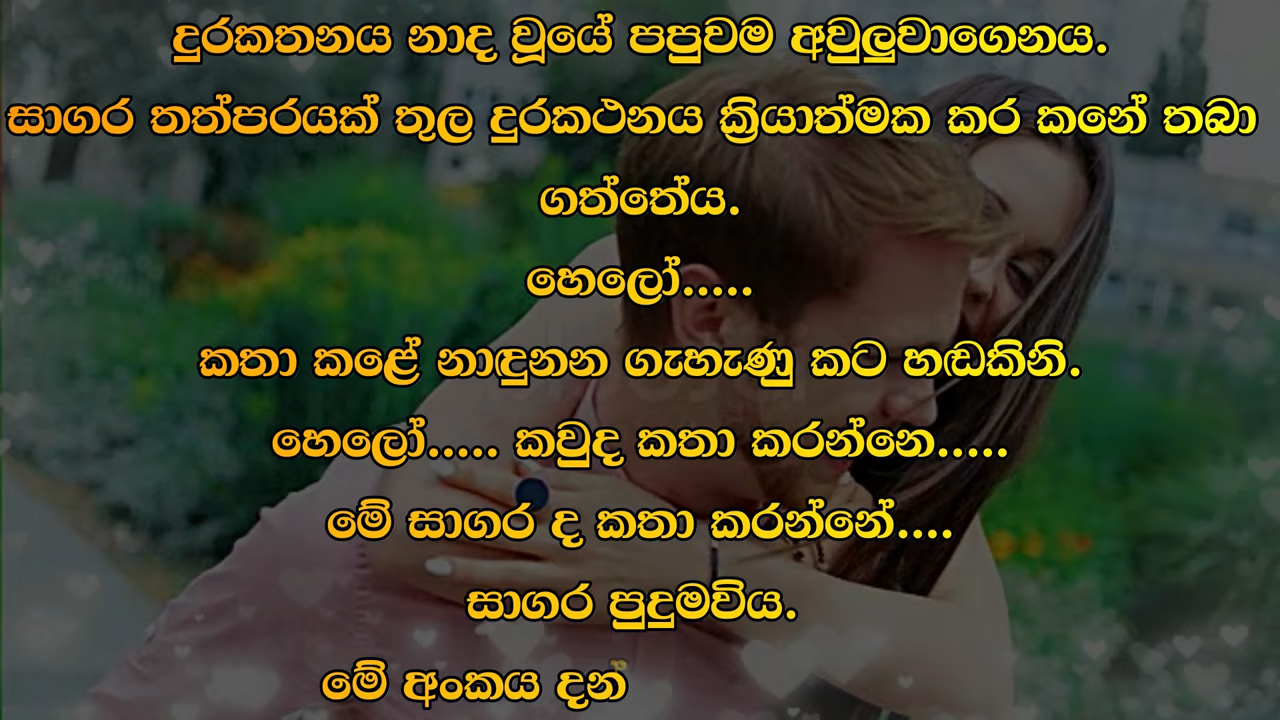 දුරකතනය නාද වූයේ පපුවම අවුලුවාගෙනය.
සාගර තත්පරයක් තුල දුරකථනය ක්‍රියාත්මක කර කනේ තබා
ගත්තේය.
හෙලෝ.....
කතා කළේ නාඳුනන ගැහැණු කට හඬකිනි.
හෙලෝ..... කවුද කතා කරන්නෙ.....
මේ සාගර ද කතා කරන්නේ....
සාගර පුදුමවිය.
මේ අංකය දන්